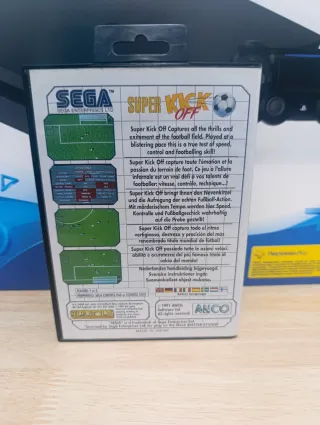 SEGA
SEGA ENTERPRISES LTD.
SUPER KICK OFF
Super Kick Off Captures all the thrills and
excitement of the football field. Played at a
blistering pace this is a true test of speed,
control and footballing skill!
Super Kick Off capture toute l'émotion et la
passion du terrain de foot. Ce jeu à l'allure
infernale est un vrai défi à vos talents de
footballer: vitesse, contrôle, technique...!
Super Kick Off bringt Ihnen den Nervenkitzel
und die Aufregung der echten Fußball-Action.
Mit mörderischem Tempo werden hier Speed,
Kontrolle und Fußballgeschick wahrhaftig
auf die Probe gestellt!
Super Kick Off captura todo el ritmo
vertiginoso, destreza y precisión del mas
renombrado título mundial de fútbol!
Super Kick Off possiede tutte le azioni veloci,
abilità e accuratezza del più famoso titolo al
calcio del mondo!
Nederlandse handleiding bijgevoegd.
Svenska instruktioner ingår.
Suomenkieliset ohjeet mukana.
ANCO
PlayStation